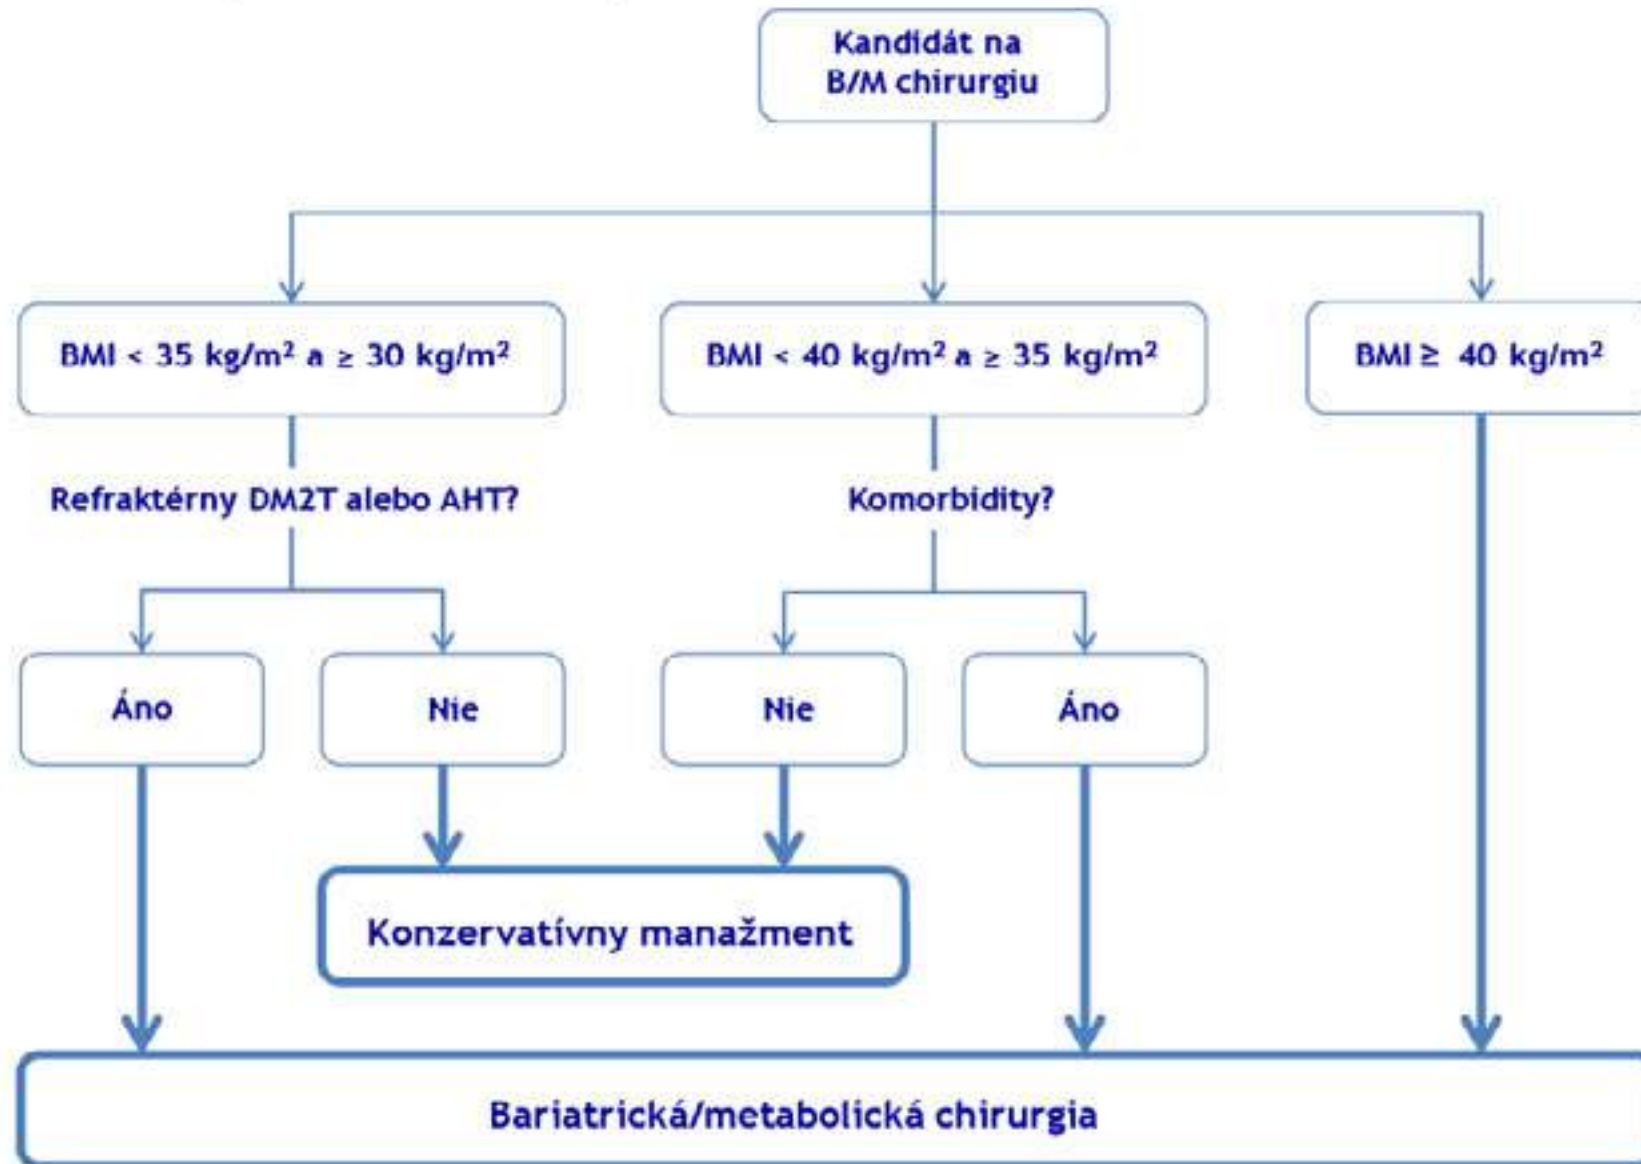 Kandidát na
B/M chirurgiu
BMI < 35 kg/m² a ≥ 30 kg/m²
BMI < 40 kg/m² a ≥ 35 kg/m²
BMI ≥ 40 kg/m²
Refraktérny DM2T alebo AHT?
Komorbidity?
Áno
Nie
Nie
Áno
Konzervatívny manažment
Bariatrická/metabolická chirurgia